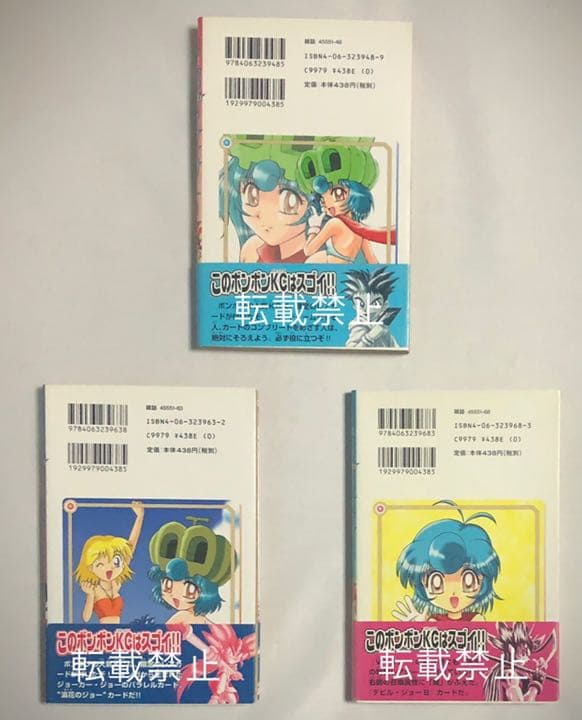 雑誌 45551-48
ISBN4-06-323948-9
C9979 ¥438E (0)
定価:本体438円(税別)
9784063239485
1929979004385
このボンボンKCはスゴイ!!
転載禁止
人、カードのコンプリートをめざす人は、
絶対にそろえよう。必ず役に立つぞ!!
雑誌 45551-63
ISBN4-06-323963-2
C9979 ¥438E (0)
定価:本体438円(税別)
9784063239638
1929979004385
このボンボンKCはスゴイ!!
転載禁止
ジョーカー・ジョーのパラレルカード
"浪花のジョー"カードだ!!
雑誌 45551-68
ISBN4-06-323968-3
C9979 ¥438E (0)
定価:本体438円(税別)
9784063239683
1929979004385
このボンボンKCはスゴイ!!
転載禁止
デビル・ジョー日 カードだ。